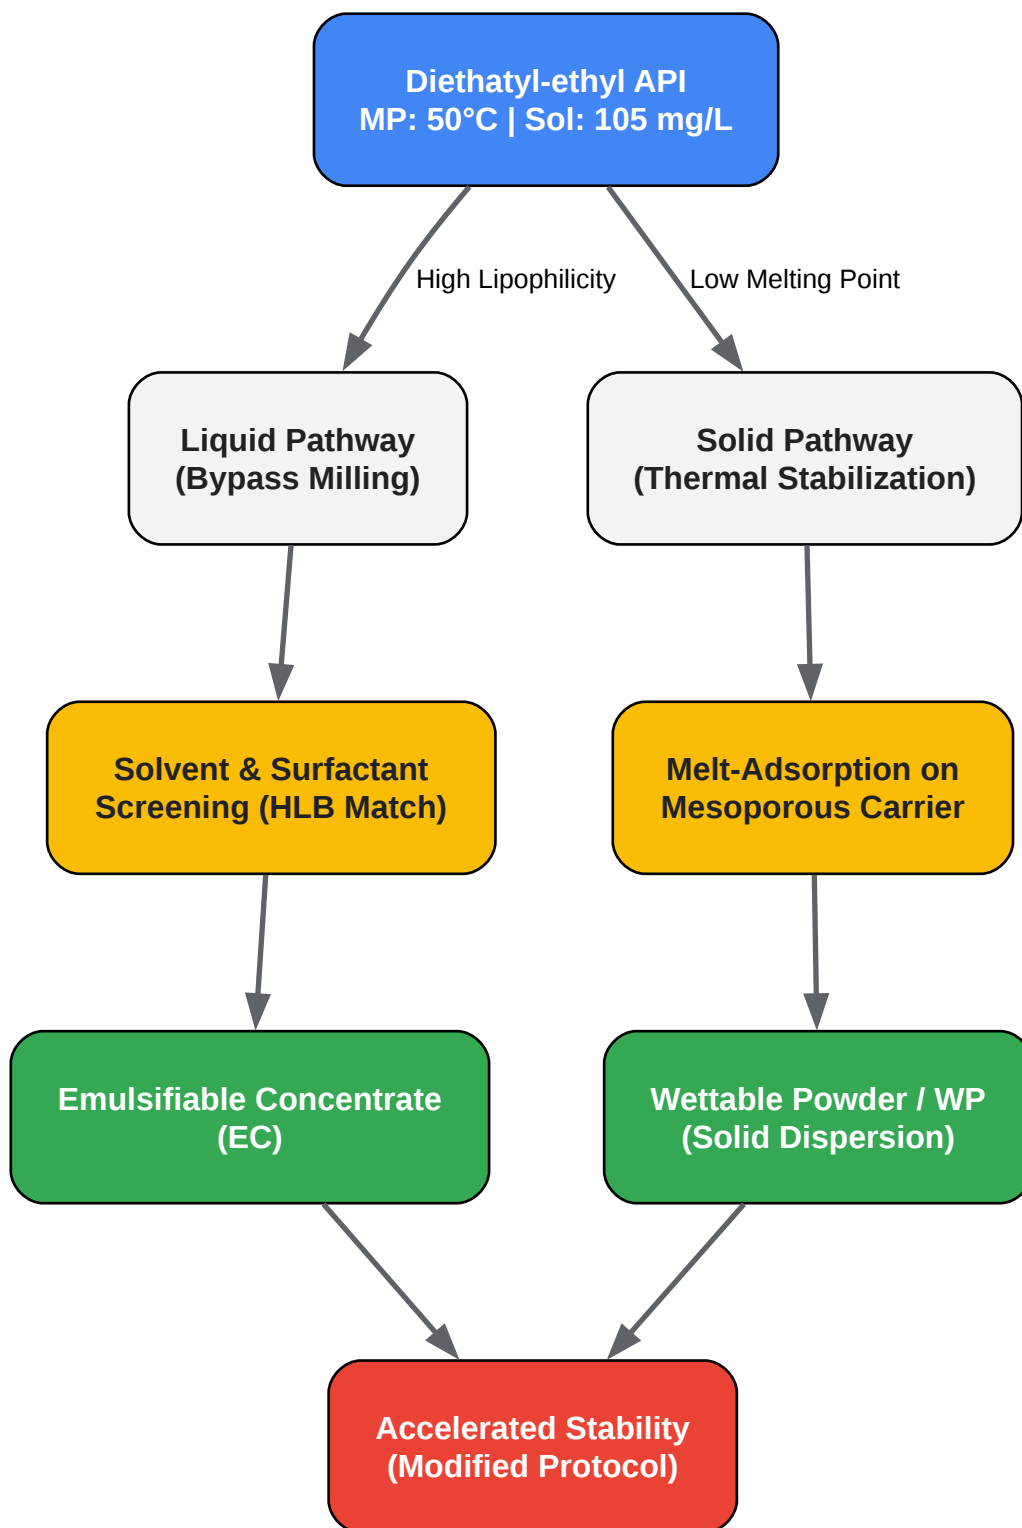 Diethatyl-ethyl API
MP: 50°C | Sol: 105 mg/L
High Lipophilicity
Low Melting Point
Liquid Pathway
(Bypass Milling)
Solid Pathway
(Thermal Stabilization)
Solvent & Surfactant
Screening (HLB Match)
Melt-Adsorption on
Mesoporous Carrier
Emulsifiable Concentrate
(EC)
Wettable Powder / WP
(Solid Dispersion)
Accelerated Stability
(Modified Protocol)